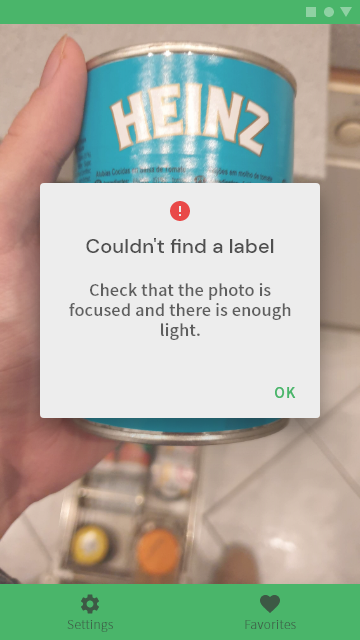 HEINZ
Couldn't find a label
Check that the photo is
focused and there is enough
light.
OK
Settings
Favorites